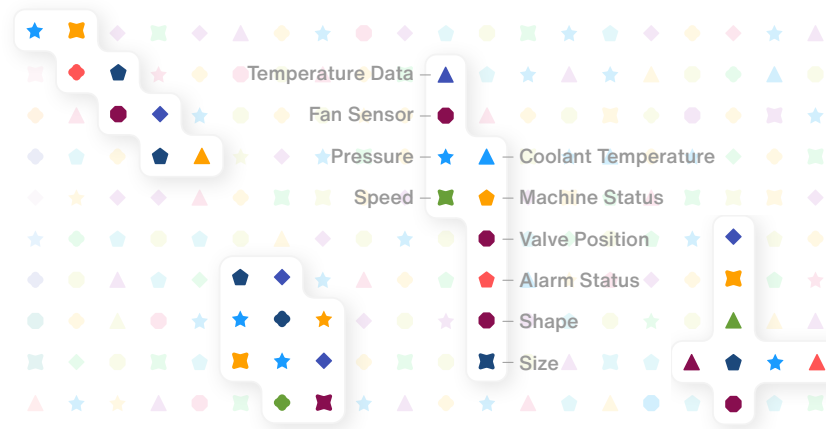 Temperature Data
Fan Sensor
Pressure
Coolant Temperature
Speed
Machine Status
Valve Position
Alarm Status
Shape
Size